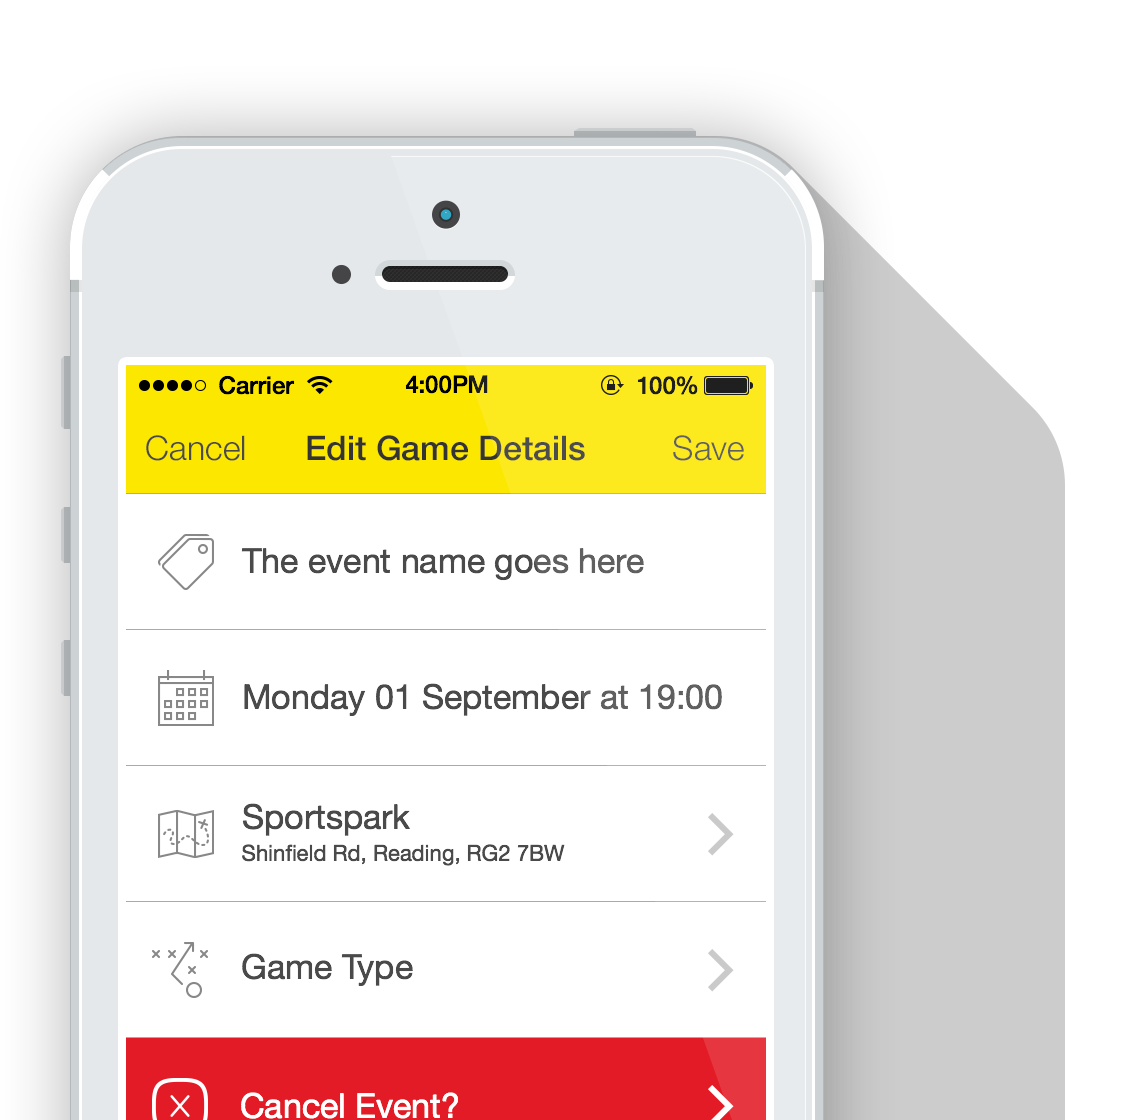 Carrier 4:00PM 100%
Cancel Edit Game Details Save
The event name goes here
Monday 01 September at 19:00
Sportspark
Shinfield Rd, Reading, RG2 7BW
Game Type
Cancel Event?